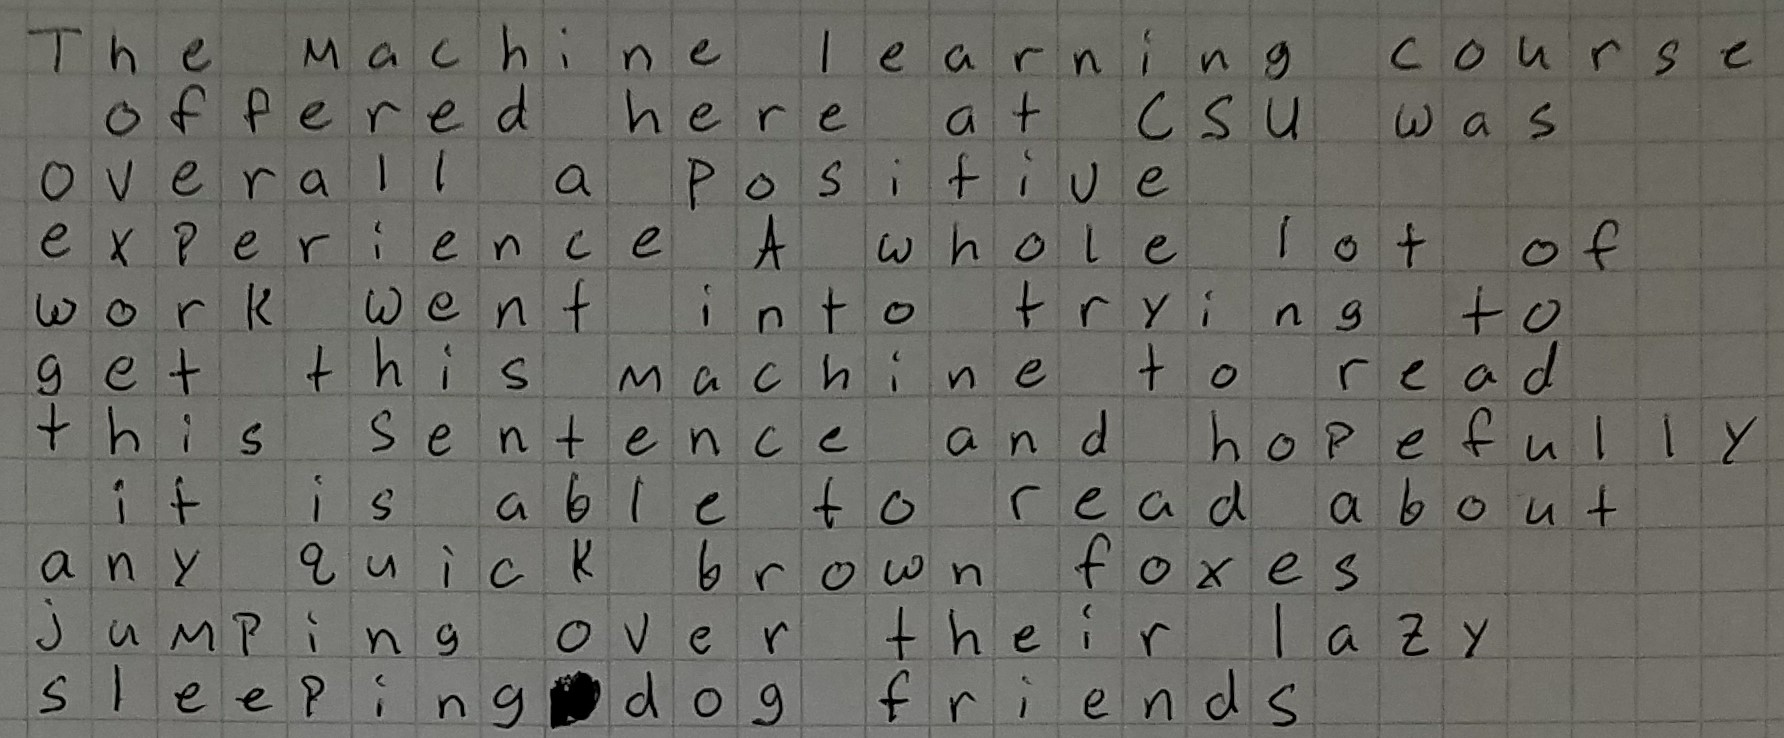 The machine learning course
offered here at CSU was
overall a positive
experience A whole lot of
work went into trying to
get this machine to read
this sentence and hopefully
it is able to read about
any quick brown foxes
jumping over their lazy
sleeping dog friends